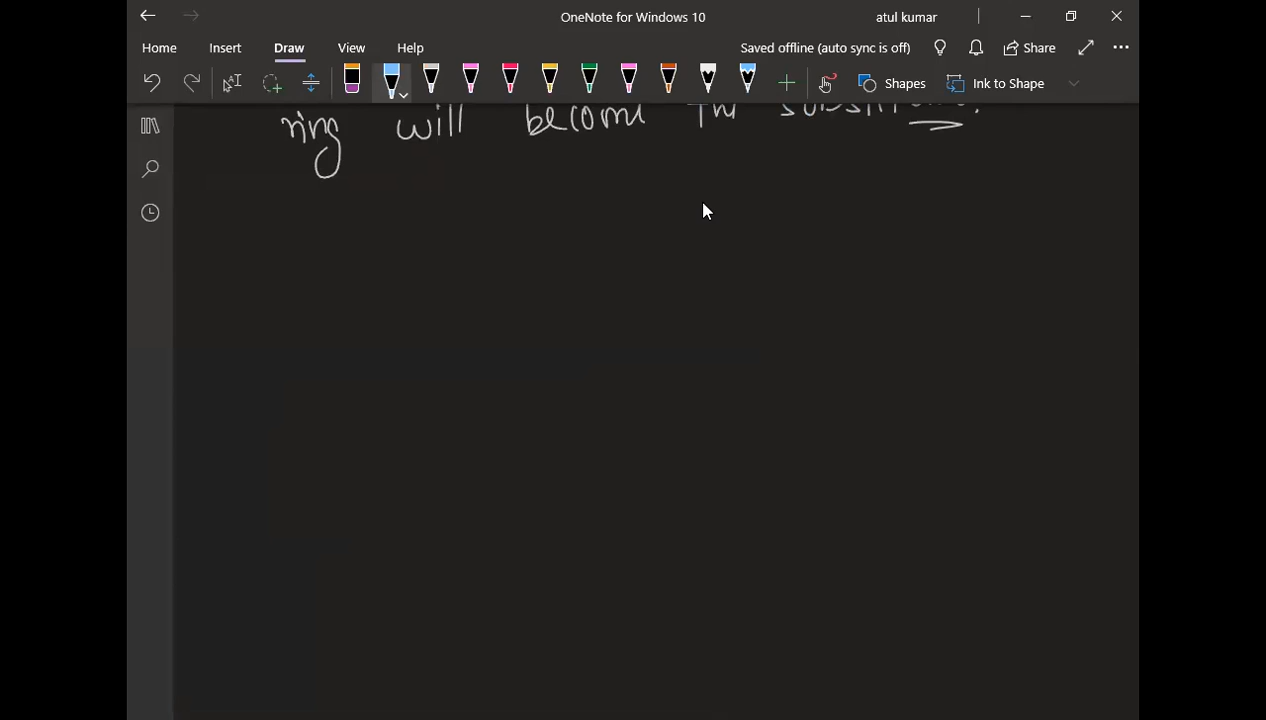 OneNote for Windows 10
atul kumar
Home Insert Draw View Help
Saved offline (auto sync is off)
Share
Shapes
Ink to Shape
ring will become the